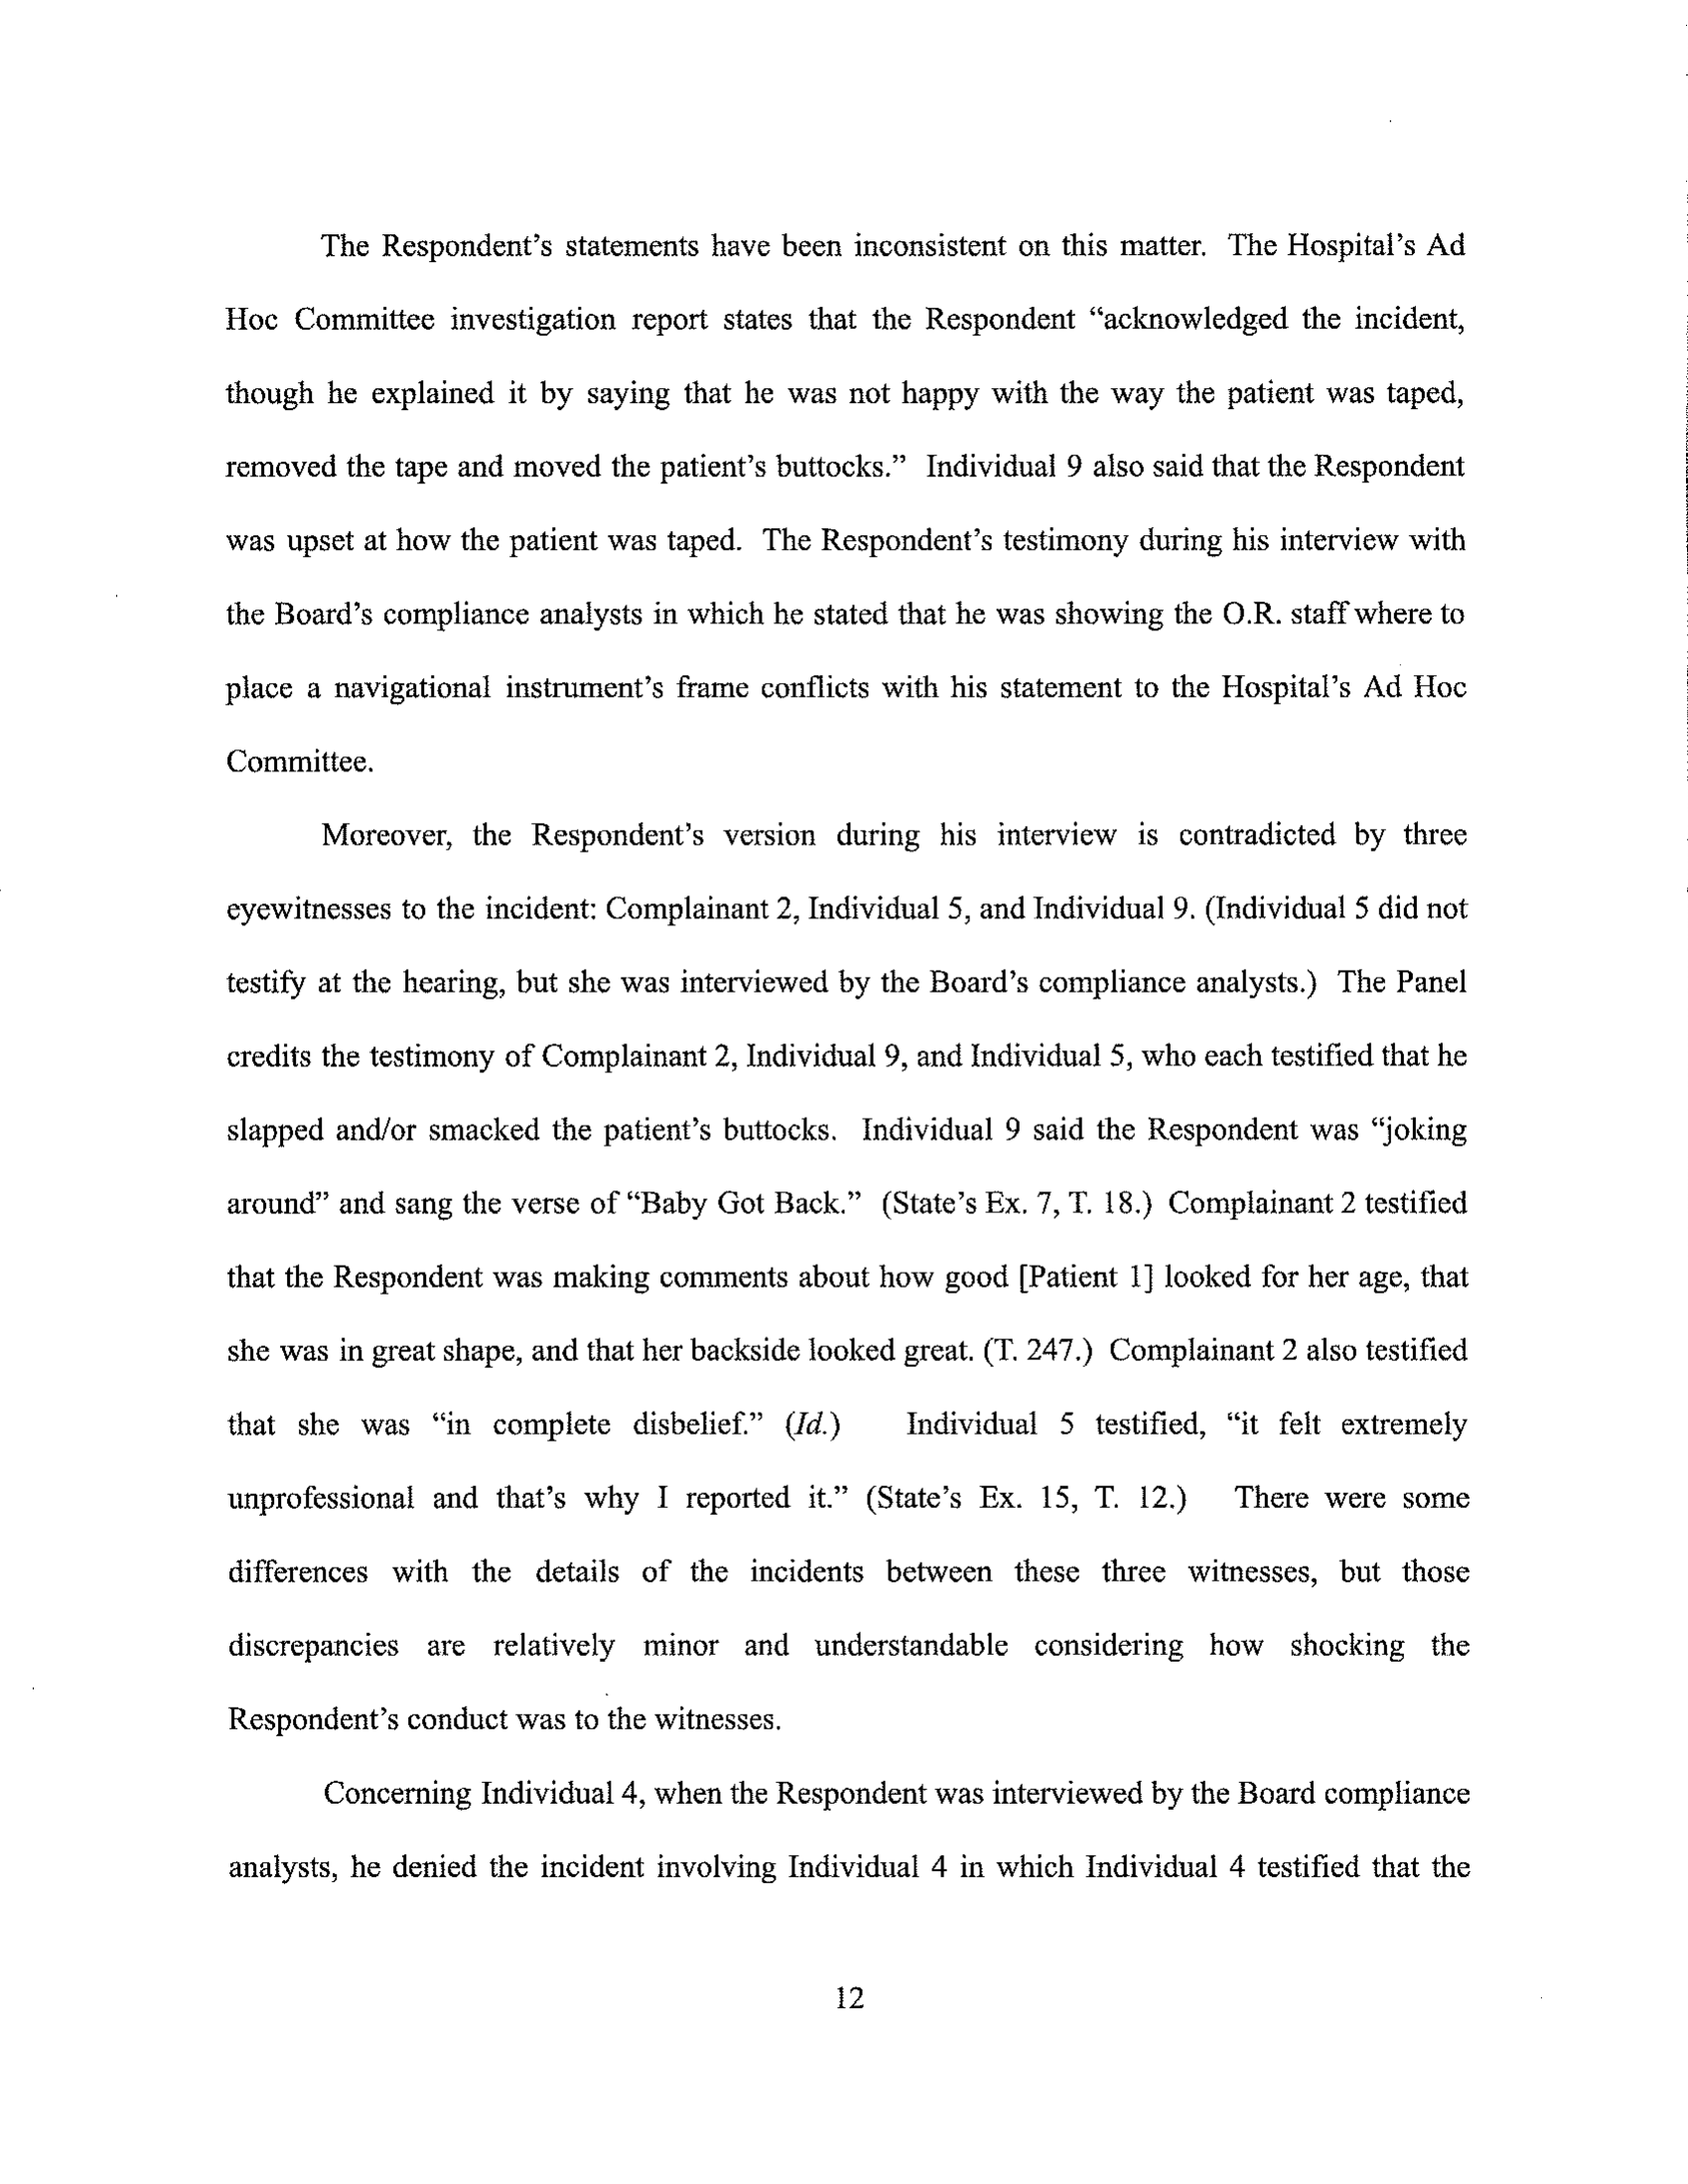 The Respondent’s statements have been inconsistent on this matter. The Hospital’s Ad
Hoc Committee investigation report states that the Respondent “acknowledged the incident,
though he explained it by saying that he was not happy with the way the patient was taped,
removed the tape and moved the patient’s buttocks.” Individual 9 also said that the Respondent
was upset at how the patient was taped. The Respondent’s testimony during his interview with
the Board’s compliance analysts in which he stated that he was showing the O.R. staff where to
place a navigational instrument’s frame conflicts with his statement to the Hospital’s Ad Hoc
Committee.
Moreover, the Respondent’s version during his interview is contradicted by three
eyewitnesses to the incident: Complainant 2, Individual 5, and Individual 9. (Individual 5 did not
testify at the hearing, but she was interviewed by the Board’s compliance analysts.) The Panel
credits the testimony of Complainant 2, Individual 9, and Individual 5, who each testified that he
slapped and/or smacked the patient’s buttocks. Individual 9 said the Respondent was “joking
around” and sang the verse of “Baby Got Back.” (State’s Ex. 7, T. 18.) Complainant 2 testified
that the Respondent was making comments about how good [Patient 1] looked for her age, that
she was in great shape, and that her backside looked great. (T. 247.) Complainant 2 also testified
that she was “in complete disbelief.” (Id.) Individual 5 testified, “it felt extremely
unprofessional and that’s why I reported it.” (State’s Ex. 15, T. 12.) There were some
differences with the details of the incidents between these three witnesses, but those
discrepancies are relatively minor and understandable considering how shocking the
Respondent’s conduct was to the witnesses.
Concerning Individual 4, when the Respondent was interviewed by the Board compliance
analysts, he denied the incident involving Individual 4 in which Individual 4 testified that the
12